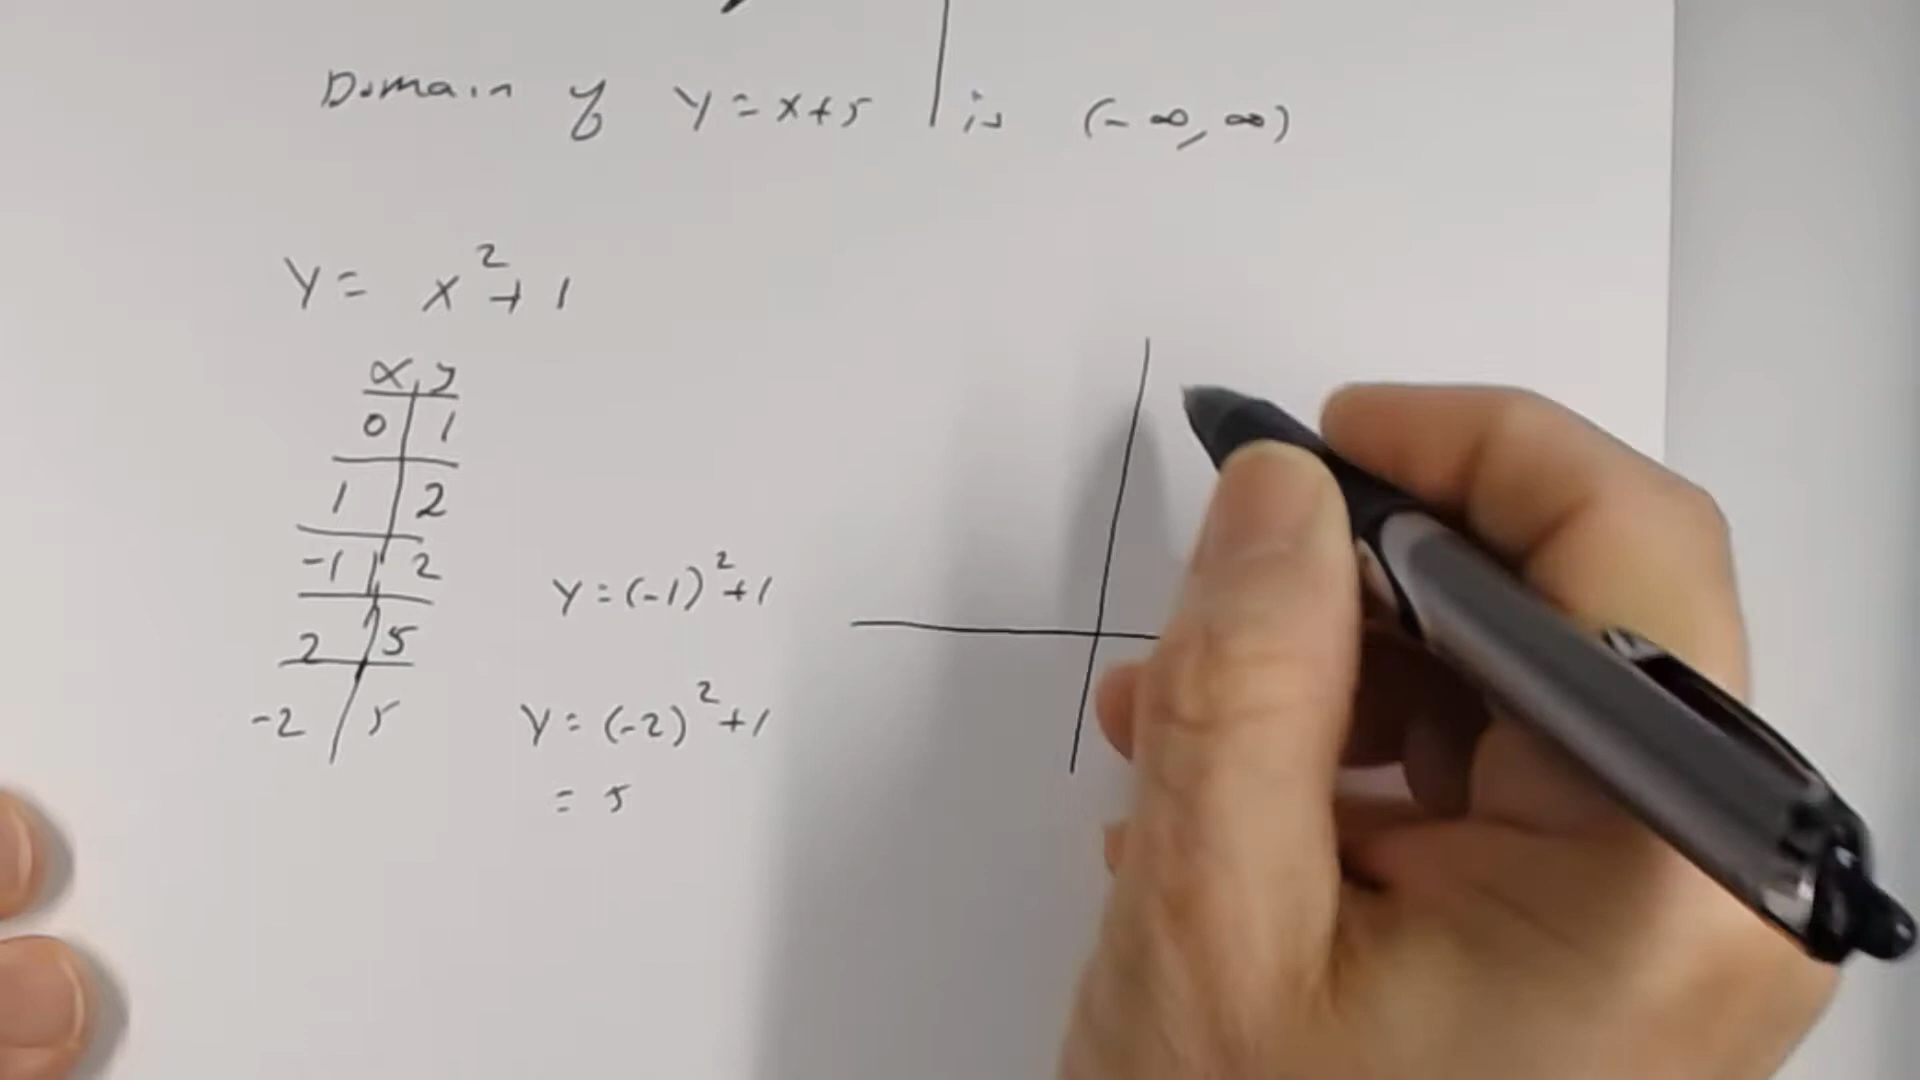 Domain of y = x+5 is (-∞, ∞)
y = x² + 1
x y
0 1
1 2
-1 2
y = (-1)² + 1
2 5
-2 5
y = (-2)² + 1
= 5